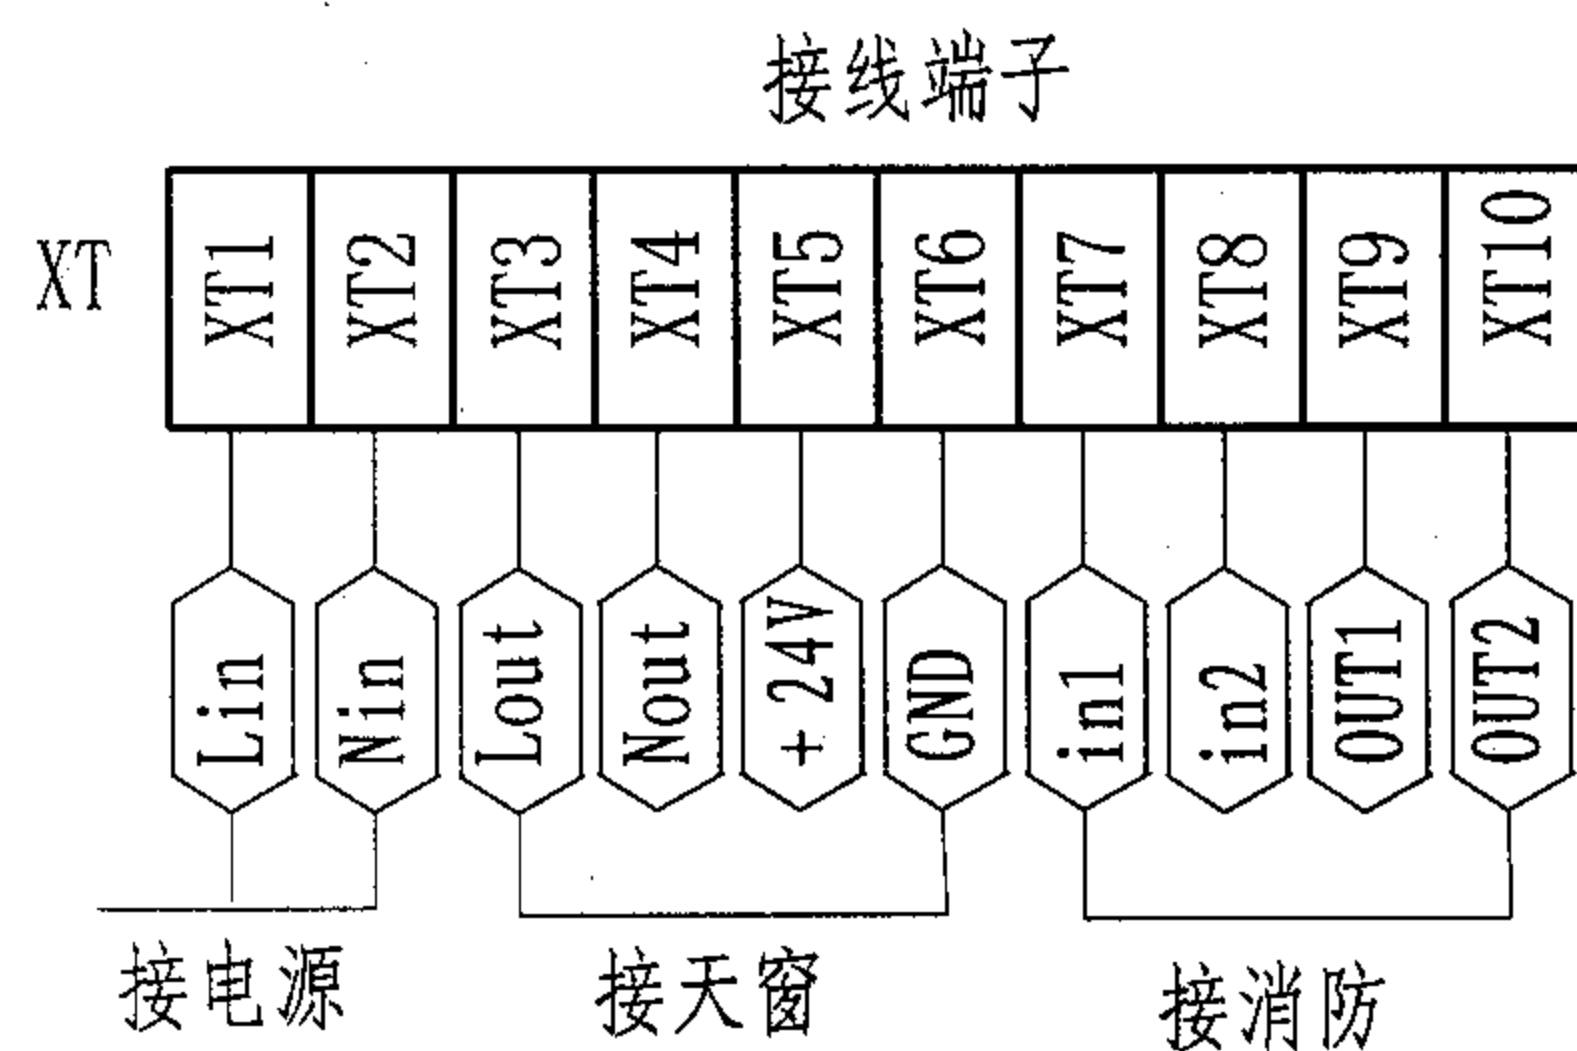 接线端子
XT XT1 XT2 XT3 XT4 XT5 XT6 XT7 XT8 XT9 XT10
Lin Nin Lout Nout +24V GND in1 in2 OUT1 OUT2
接电源 接天窗 接消防